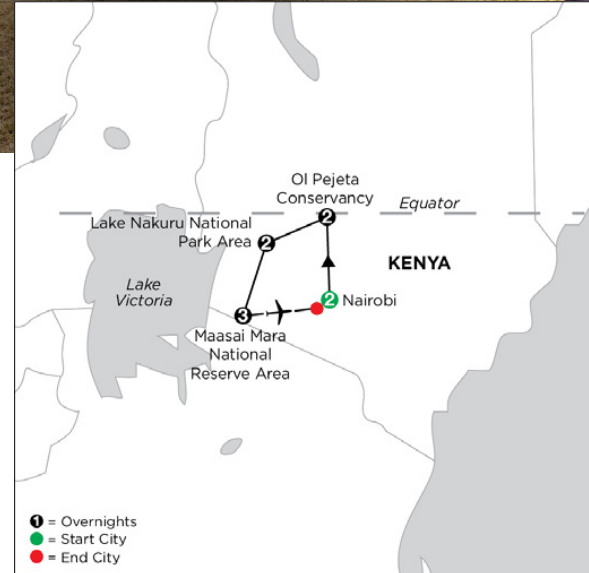 Ol Pejeta
Conservancy
Equator
Lake Nakuru National
Park Area
2
2
KENYA
Lake
Victoria
2
Nairobi
3
Maasai Mara
National
Reserve Area
1 = Overnights
= Start City
= End City